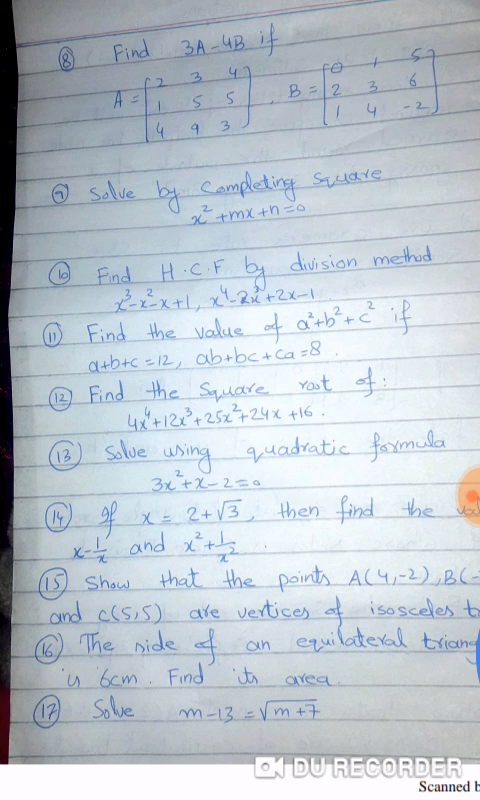 ⑧ Find 3A-4B if
A = [2 3 4
1 5 5
4 9 3] , B = [0 1 5
2 3 6
1 4 -2]
⑨ Solve by Completing Square
x²+mx+n=0
⑩ Find H.C.F by division method
x³-x²-x+1, x⁴-2x³+2x-1
⑪ Find the value of a²+b²+c² if
a+b+c=12, ab+bc+ca=8.
⑫ Find the Square root of:
4x⁴+12x³+25x²+24x+16.
⑬ Solve using quadratic formula
3x²+x-2=0
⑭ If x = 2+√3, then find the
x-1/x and x²+1/x².
⑮ Show that the points A(4,-2), B(-
and C(5,5) are vertices of isosceles
⑯ The side of an equilateral
is 6cm. Find its area.
⑰ Solve m-13=√m+7
DU RECORDER
Scanned